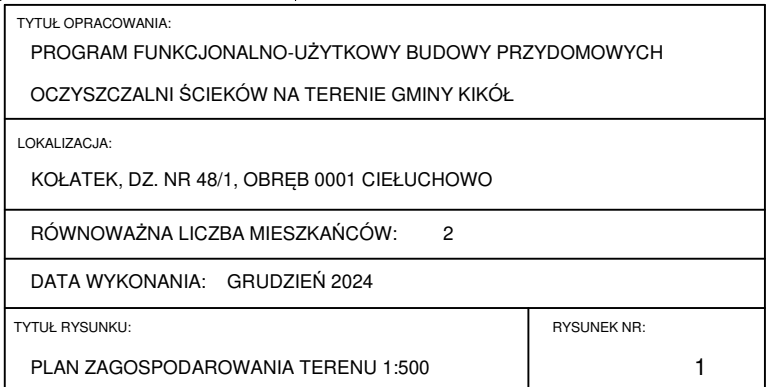 TYTUŁ OPRACOWANIA:
PROGRAM FUNKCJONALNO-UŻYTKOWY BUDOWY PRZYDOMOWYCH
OCZYSZCZALNI ŚCIEKÓW NA TERENIE GMINY KIKÓŁ
LOKALIZACJA:
KOŁATEK, DZ. NR 48/1, OBRĘB 0001 CIEŁUCHOWO
RÓWNOWAŻNA LICZBA MIESZKAŃCÓW: 2
DATA WYKONANIA: GRUDZIEŃ 2024
TYTUŁ RYSUNKU:
PLAN ZAGOSPODAROWANIA TERENU 1:500
RYSUNEK NR:
1